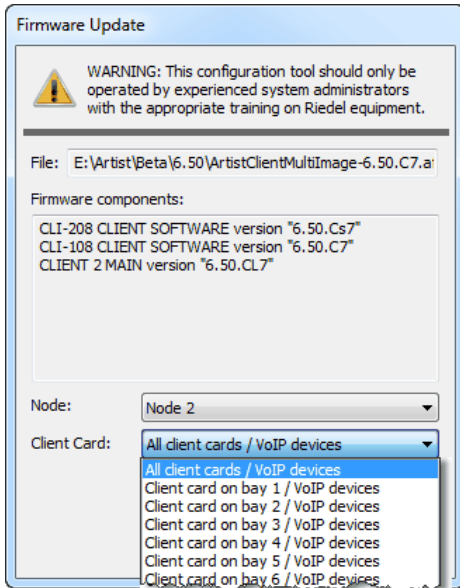 Firmware Update
WARNING: This configuration tool should only be
operated by experienced system administrators
with the appropriate training on Riedel equipment.
File: E:\Artist\Beta\6.50\ArtistClientMultiImage-6.50.C7.a
Firmware components:
CLI-208 CLIENT SOFTWARE version "6.50.Cs7"
CLI-108 CLIENT SOFTWARE version "6.50.C7"
CLIENT 2 MAIN version "6.50.CL7"
Node: Node 2
Client Card: All client cards / VoIP devices
All client cards / VoIP devices
Client card on bay 1 / VoIP devices
Client card on bay 2 / VoIP devices
Client card on bay 3 / VoIP devices
Client card on bay 4 / VoIP devices
Client card on bay 5 / VoIP devices
Client card on bay 6 / VoIP devices